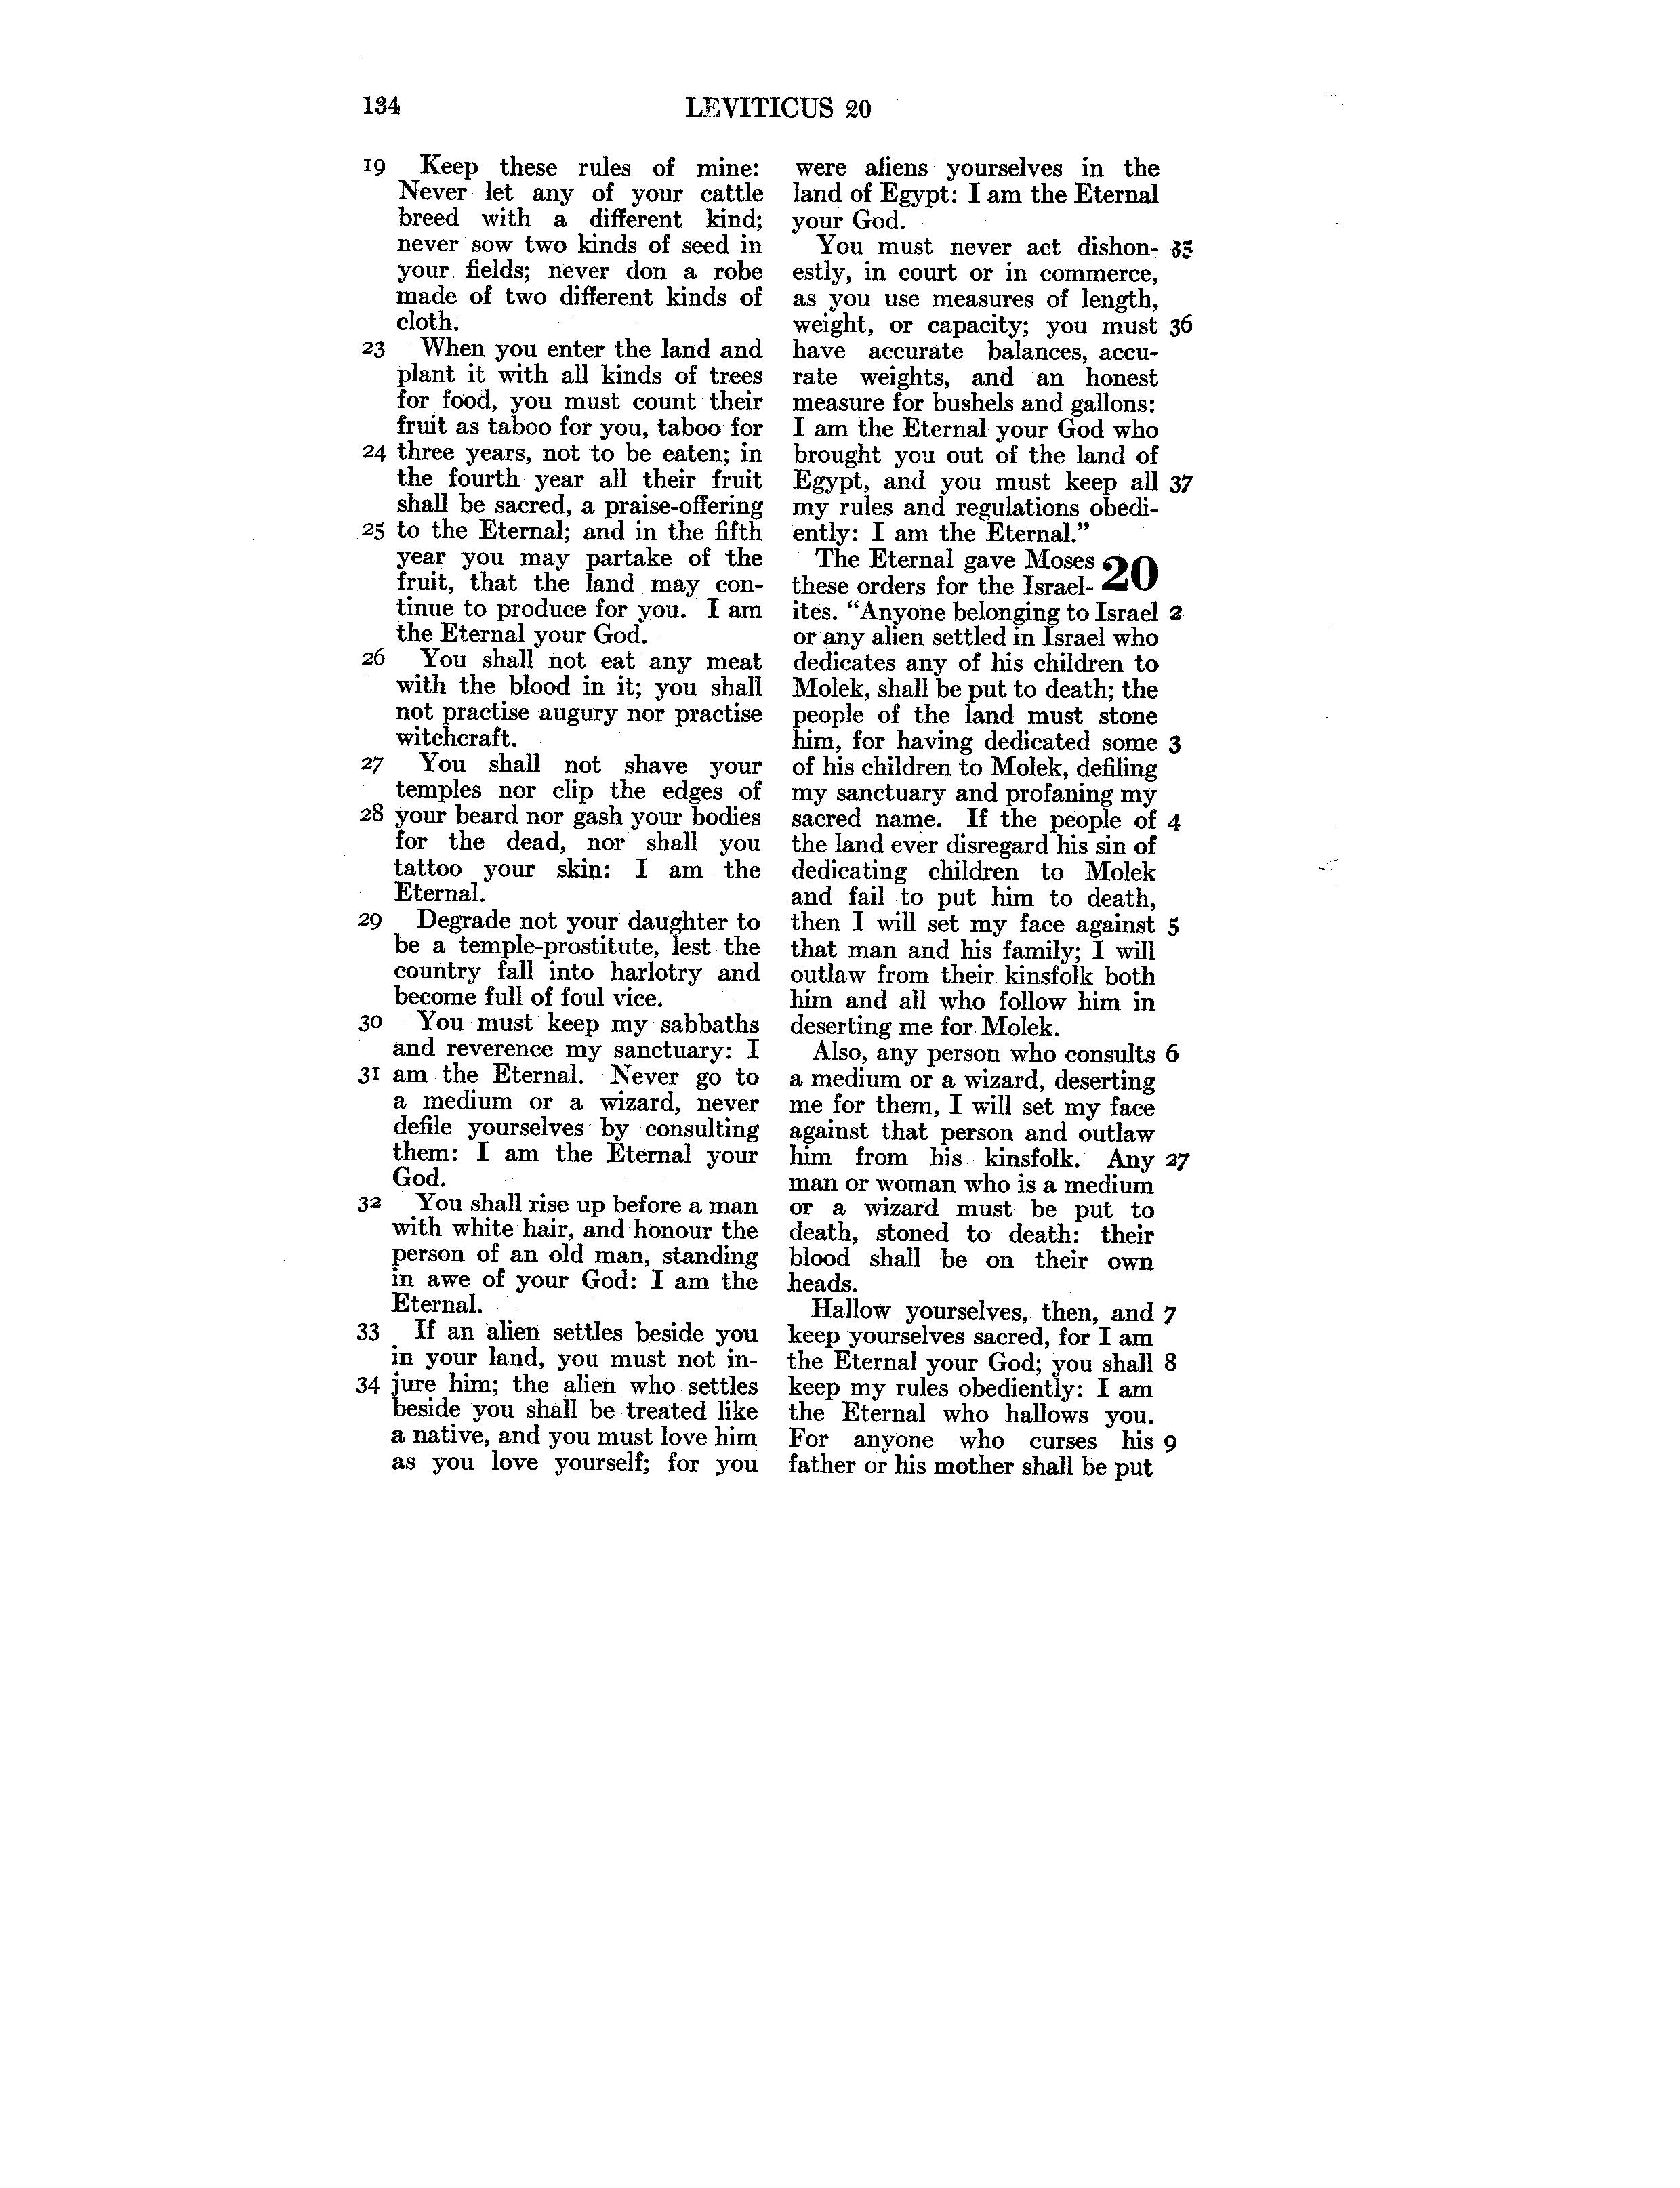 134 LEVITICUS 20
19 Keep these rules of mine:
Never let any of your cattle
breed with a different kind;
never sow two kinds of seed in
your fields; never don a robe
made of two different kinds of
cloth.
23 When you enter the land and
plant it with all kinds of trees
for food, you must count their
fruit as taboo for you, taboo for
24 three years, not to be eaten; in
the fourth year all their fruit
shall be sacred, a praise-offering
25 to the Eternal; and in the fifth
year you may partake of the
fruit, that the land may con-
tinue to produce for you. I am
the Eternal your God.
26 You shall not eat any meat
with the blood in it; you shall
not practise augury nor practise
witchcraft.
27 You shall not shave your
temples nor clip the edges of
28 your beard nor gash your bodies
for the dead, nor shall you
tattoo your skin: I am the
Eternal.
29 Degrade not your daughter to
be a temple-prostitute, lest the
country fall into harlotry and
become full of foul vice.
30 You must keep my sabbaths
and reverence my sanctuary: I
31 am the Eternal. Never go to
a medium or a wizard, never
defile yourselves by consulting
them: I am the Eternal your
God.
32 You shall rise up before a man
with white hair, and honour the
person of an old man, standing
in awe of your God: I am the
Eternal.
33 If an alien settles beside you
in your land, you must not in-
34 jure him; the alien who settles
beside you shall be treated like
a native, and you must love him
as you love yourself; for you
were aliens yourselves in the
land of Egypt: I am the Eternal
your God.
You must never act dishon- 35
estly, in court or in commerce,
as you use measures of length,
weight, or capacity; you must 36
have accurate balances, accu-
rate weights, and an honest
measure for bushels and gallons:
I am the Eternal your God who
brought you out of the land of
Egypt, and you must keep all 37
my rules and regulations obedi-
ently: I am the Eternal.”
The Eternal gave Moses 20
these orders for the Israel-
ites. “Anyone belonging to Israel 2
or any alien settled in Israel who
dedicates any of his children to
Molek, shall be put to death; the
people of the land must stone
him, for having dedicated some 3
of his children to Molek, defiling
my sanctuary and profaning my
sacred name. If the people of 4
the land ever disregard his sin of
dedicating children to Molek
and fail to put him to death,
then I will set my face against 5
that man and his family; I will
outlaw from their kinsfolk both
him and all who follow him in
deserting me for Molek.
Also, any person who consults 6
a medium or a wizard, deserting
me for them, I will set my face
against that person and outlaw
him from his kinsfolk. Any 27
man or woman who is a medium
or a wizard must be put to
death, stoned to death: their
blood shall be on their own
heads.
Hallow yourselves, then, and 7
keep yourselves sacred, for I am
the Eternal your God; you shall 8
keep my rules obediently: I am
the Eternal who hallows you.
For anyone who curses his 9
father or his mother shall be put